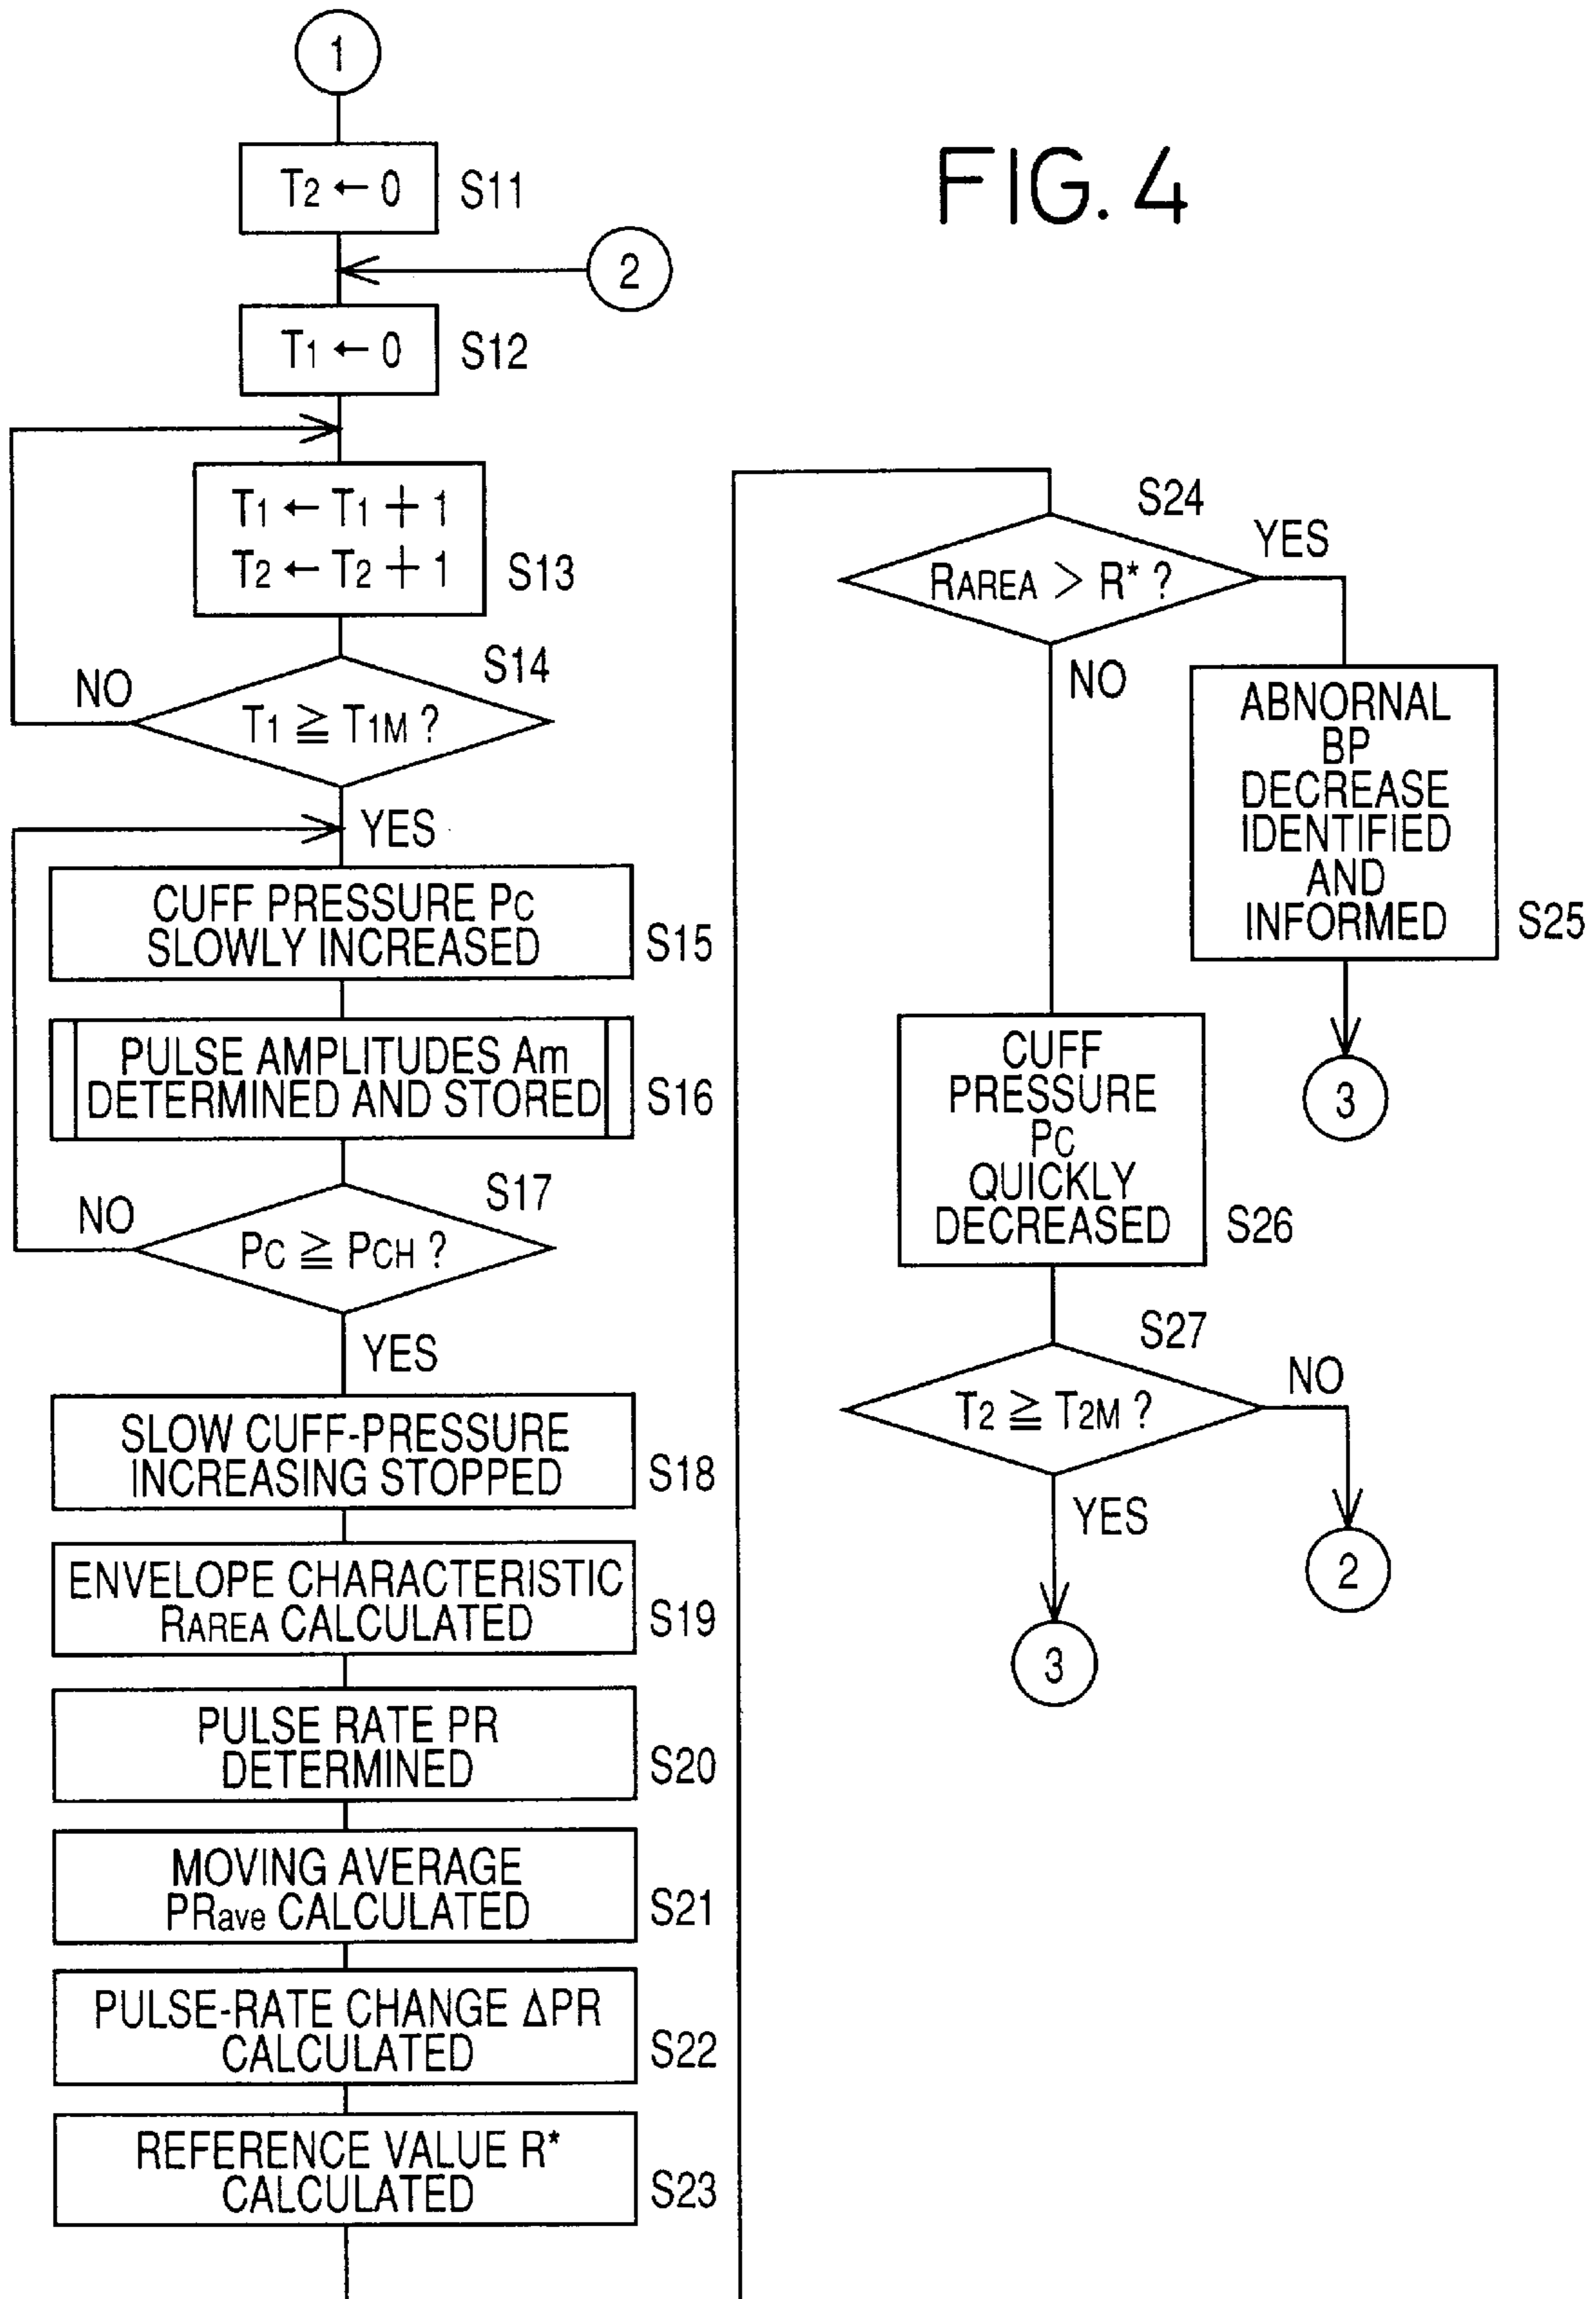 FIG. 4
1
T2 ← 0 S11
2
T1 ← 0 S12
T1 ← T1 + 1
T2 ← T2 + 1 S13
S14
NO
T1 ≧ T1M ?
YES
CUFF PRESSURE PC
SLOWLY INCREASED S15
PULSE AMPLITUDES Am
DETERMINED AND STORED S16
S17
NO
PC ≧ PCH ?
YES
SLOW CUFF-PRESSURE
INCREASING STOPPED S18
ENVELOPE CHARACTERISTIC
RAREA CALCULATED S19
PULSE RATE PR
DETERMINED S20
MOVING AVERAGE
PRave CALCULATED S21
PULSE-RATE CHANGE ΔPR
CALCULATED S22
REFERENCE VALUE R*
CALCULATED S23
S24
YES
RAREA > R* ?
NO
ABNORNAL
BP
DECREASE
IDENTIFIED
AND
INFORMED S25
3
CUFF
PRESSURE
PC
QUICKLY
DECREASED S26
S27
NO
T2 ≧ T2M ?
YES
2
3